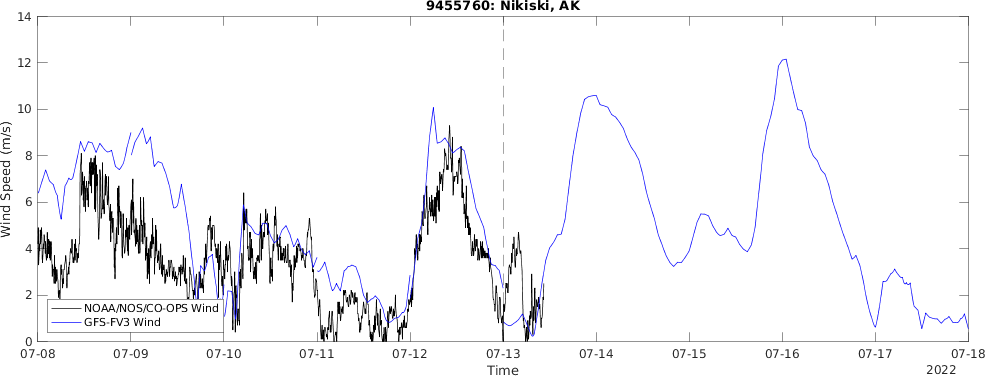 9455760: Nikiski, AK
14
12
10
8
6
4
2
0
Wind Speed (m/s)
NOAA/NOS/CO-OPS Wind
GFS-FV3 Wind
07-08 07-09 07-10 07-11 07-12 07-13 07-14 07-15 07-16 07-17 07-18
Time
2022